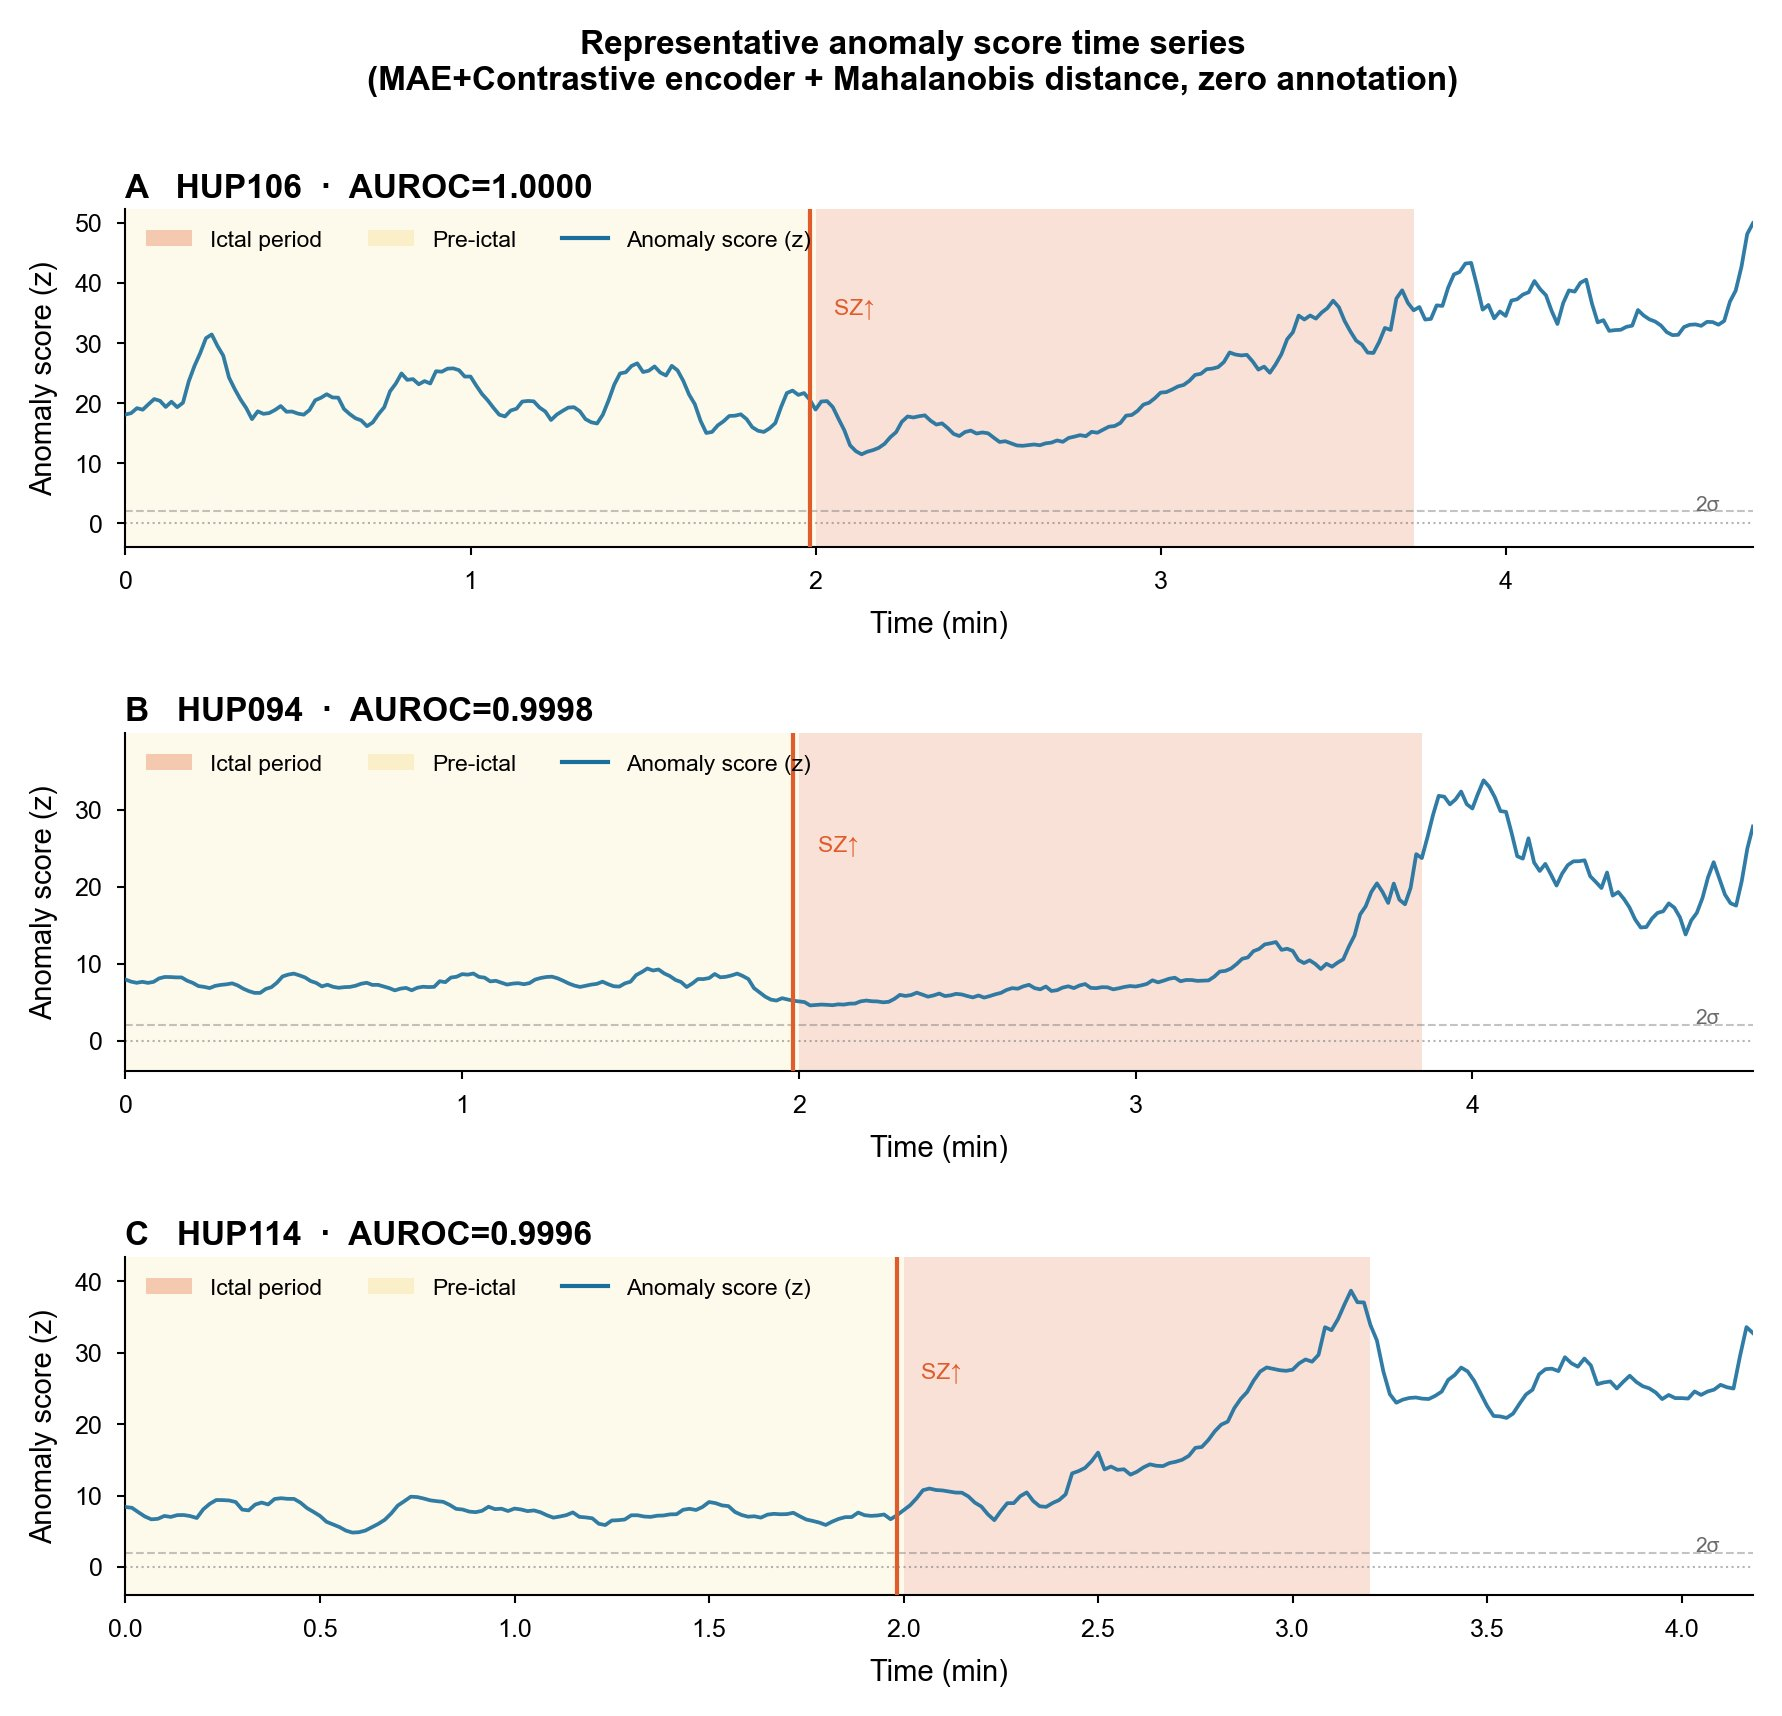 Representative anomaly score time series
(MAE+Contrastive encoder + Mahalanobis distance, zero annotation)
A HUP106 · AUROC=1.0000
Ictal period Pre-ictal Anomaly score (z)
SZ↑
2σ
Anomaly score (z)
50
40
30
20
10
0
0 1 2 3 4
Time (min)
B HUP094 · AUROC=0.9998
Ictal period Pre-ictal Anomaly score (z)
SZ↑
2σ
Anomaly score (z)
30
20
10
0
0 1 2 3 4
Time (min)
C HUP114 · AUROC=0.9996
Ictal period Pre-ictal Anomaly score (z)
SZ↑
2σ
Anomaly score (z)
40
30
20
10
0
0.0 0.5 1.0 1.5 2.0 2.5 3.0 3.5 4.0
Time (min)